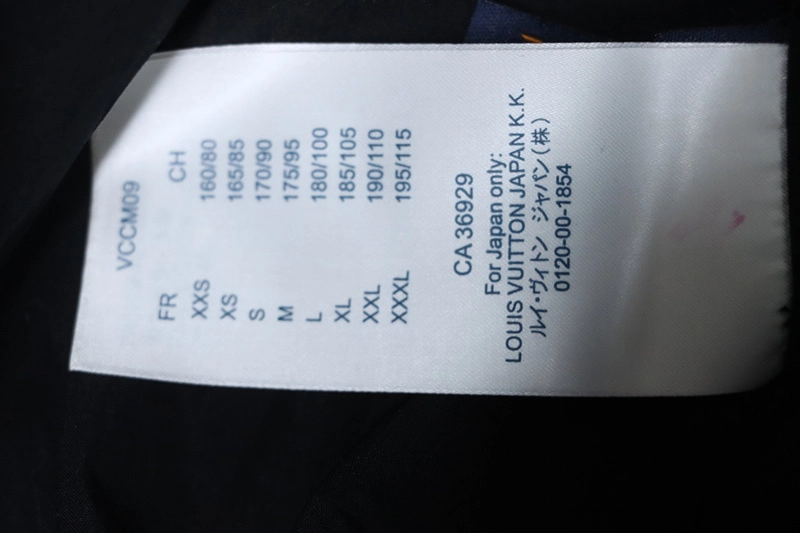 VCCM09
FR CH
XXS 160/80
XS 165/85
S 170/90
M 175/95
L 180/100
XL 185/105
XXL 190/110
XXXL 195/115
CA 36929
For Japan only:
LOUIS VUITTON JAPAN K.K.
ルイ・ヴィトン ジャパン(株)
0120-00-1854